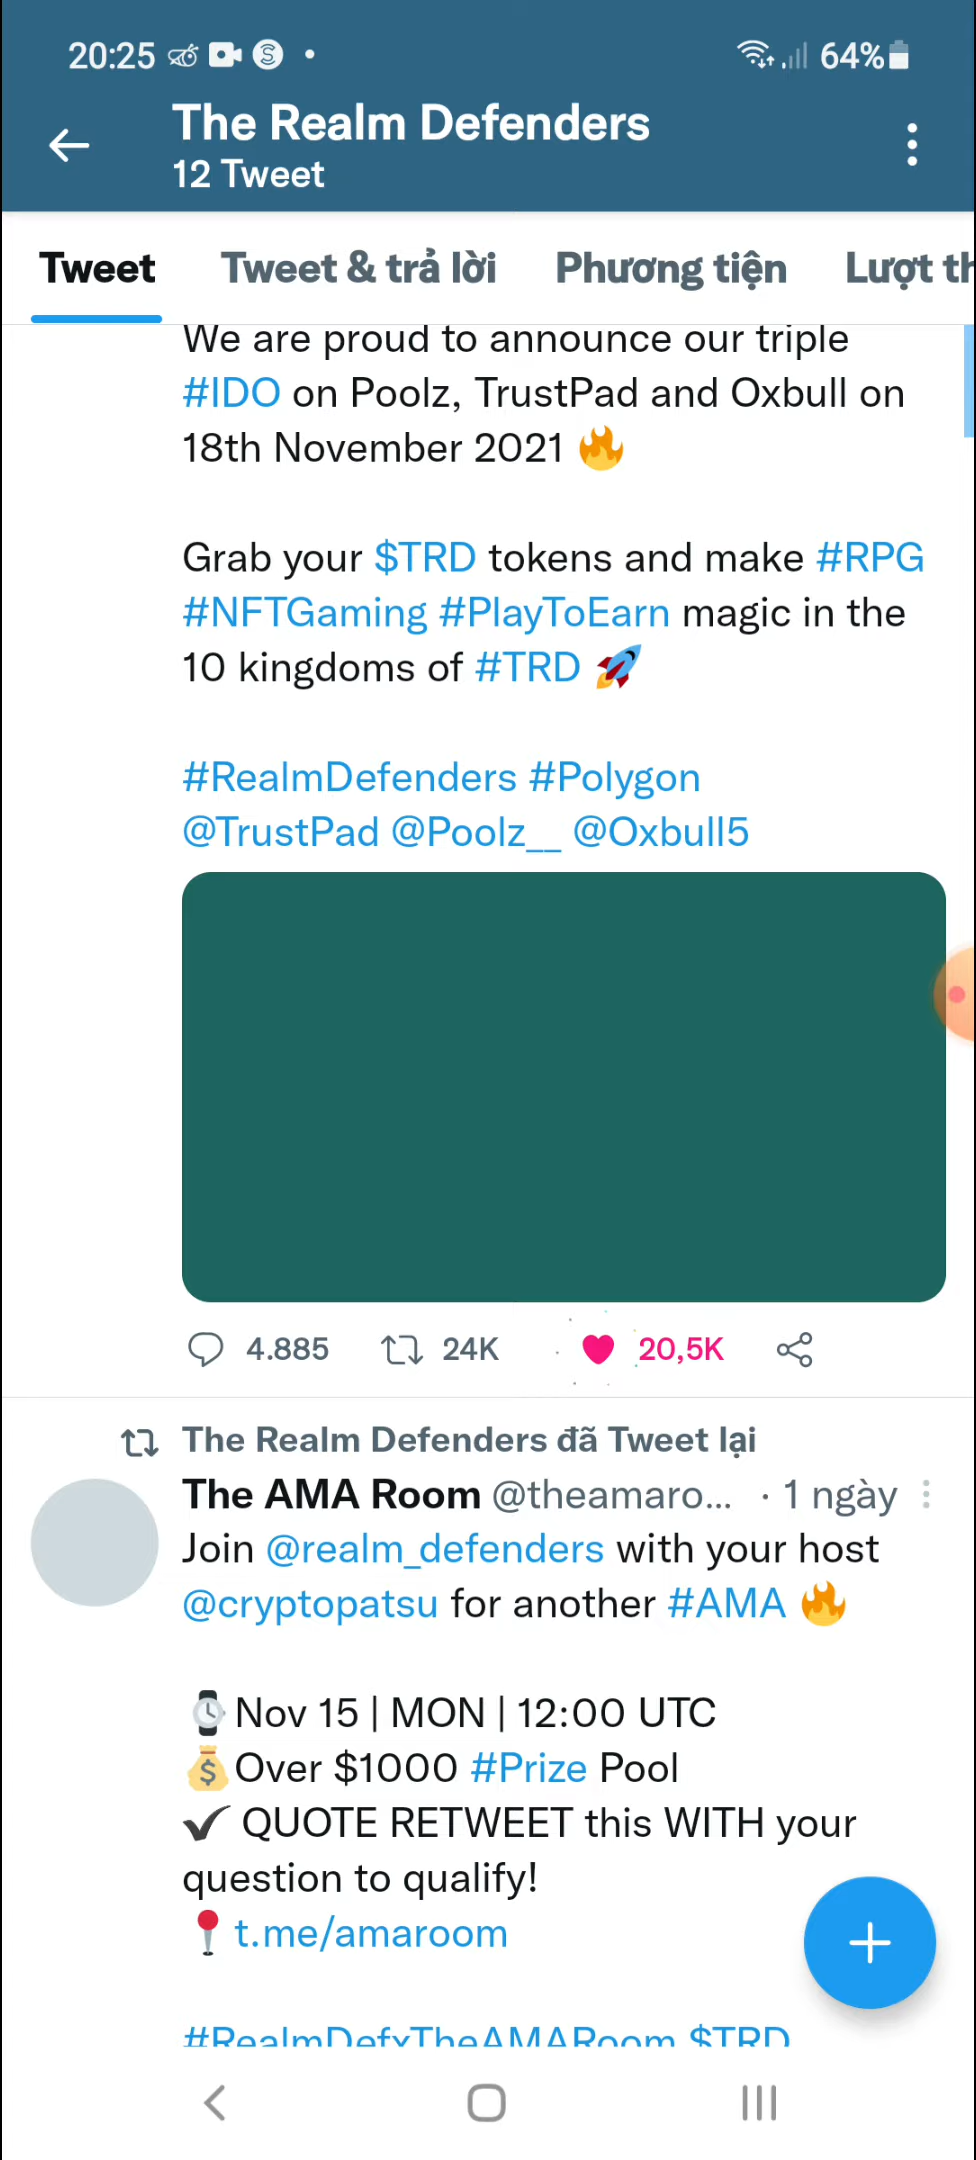 20:25
64%
The Realm Defenders
12 Tweet
Tweet Tweet & trả lời Phương tiện Lượt th
We are proud to announce our triple
#IDO on Poolz, TrustPad and Oxbull on
18th November 2021 🔥
Grab your $TRD tokens and make #RPG
#NFTGaming #PlayToEarn magic in the
10 kingdoms of #TRD 🚀
#RealmDefenders #Polygon
@TrustPad @Poolz__ @Oxbull5
4.885 24K 20,5K
The Realm Defenders đã Tweet lại
The AMA Room @theamaro... · 1 ngày
Join @realm_defenders with your host
@cryptopatsu for another #AMA 🔥
⌚Nov 15 | MON | 12:00 UTC
💰Over $1000 #Prize Pool
✔ QUOTE RETWEET this WITH your
question to qualify!
📍t.me/amaroom
#RealmDefxTheAMARoom $TRD